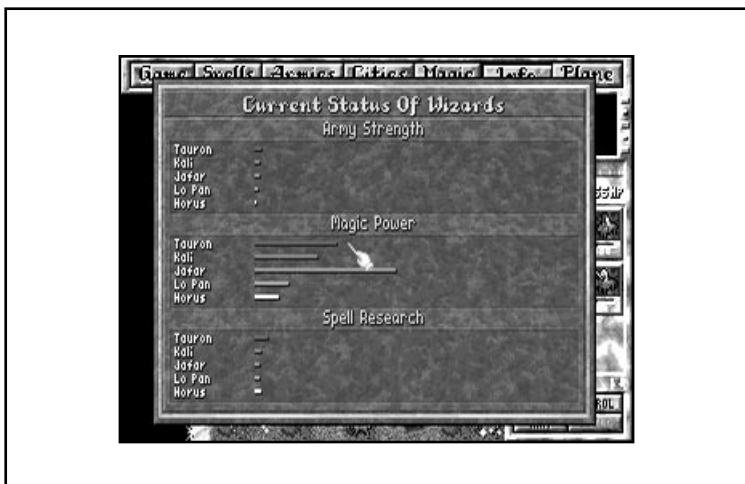 Game Spells Armies Cities Magic Info Plane
Current Status Of Wizards
Army Strength
Tauron
Kali
Jafar
Lo Pan
Horus
Magic Power
Tauron
Kali
Jafar
Lo Pan
Horus
Spell Research
Tauron
Kali
Jafar
Lo Pan
Horus